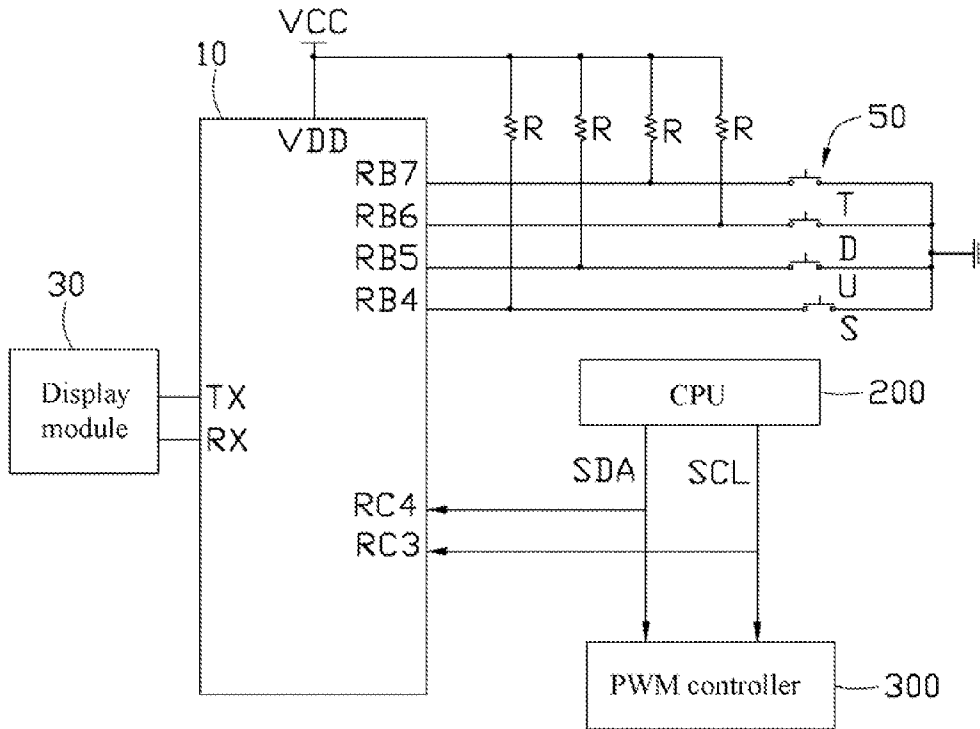 VCC
10
VDD
R R R R
50
RB7
T
RB6
D
RB5
U
RB4
S
30
Display
module
TX
RX
CPU
200
SDA SCL
RC4
RC3
PWM controller
300